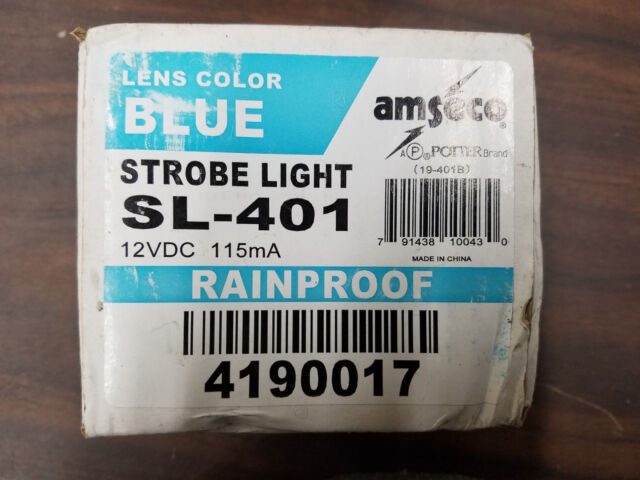 LENS COLOR
BLUE
amseco®
A Ⓟ® POTTER Brand
(19-401B)
STROBE LIGHT
SL-401
12VDC 115mA
7 91438 10043 0
MADE IN CHINA
RAINPROOF
4190017